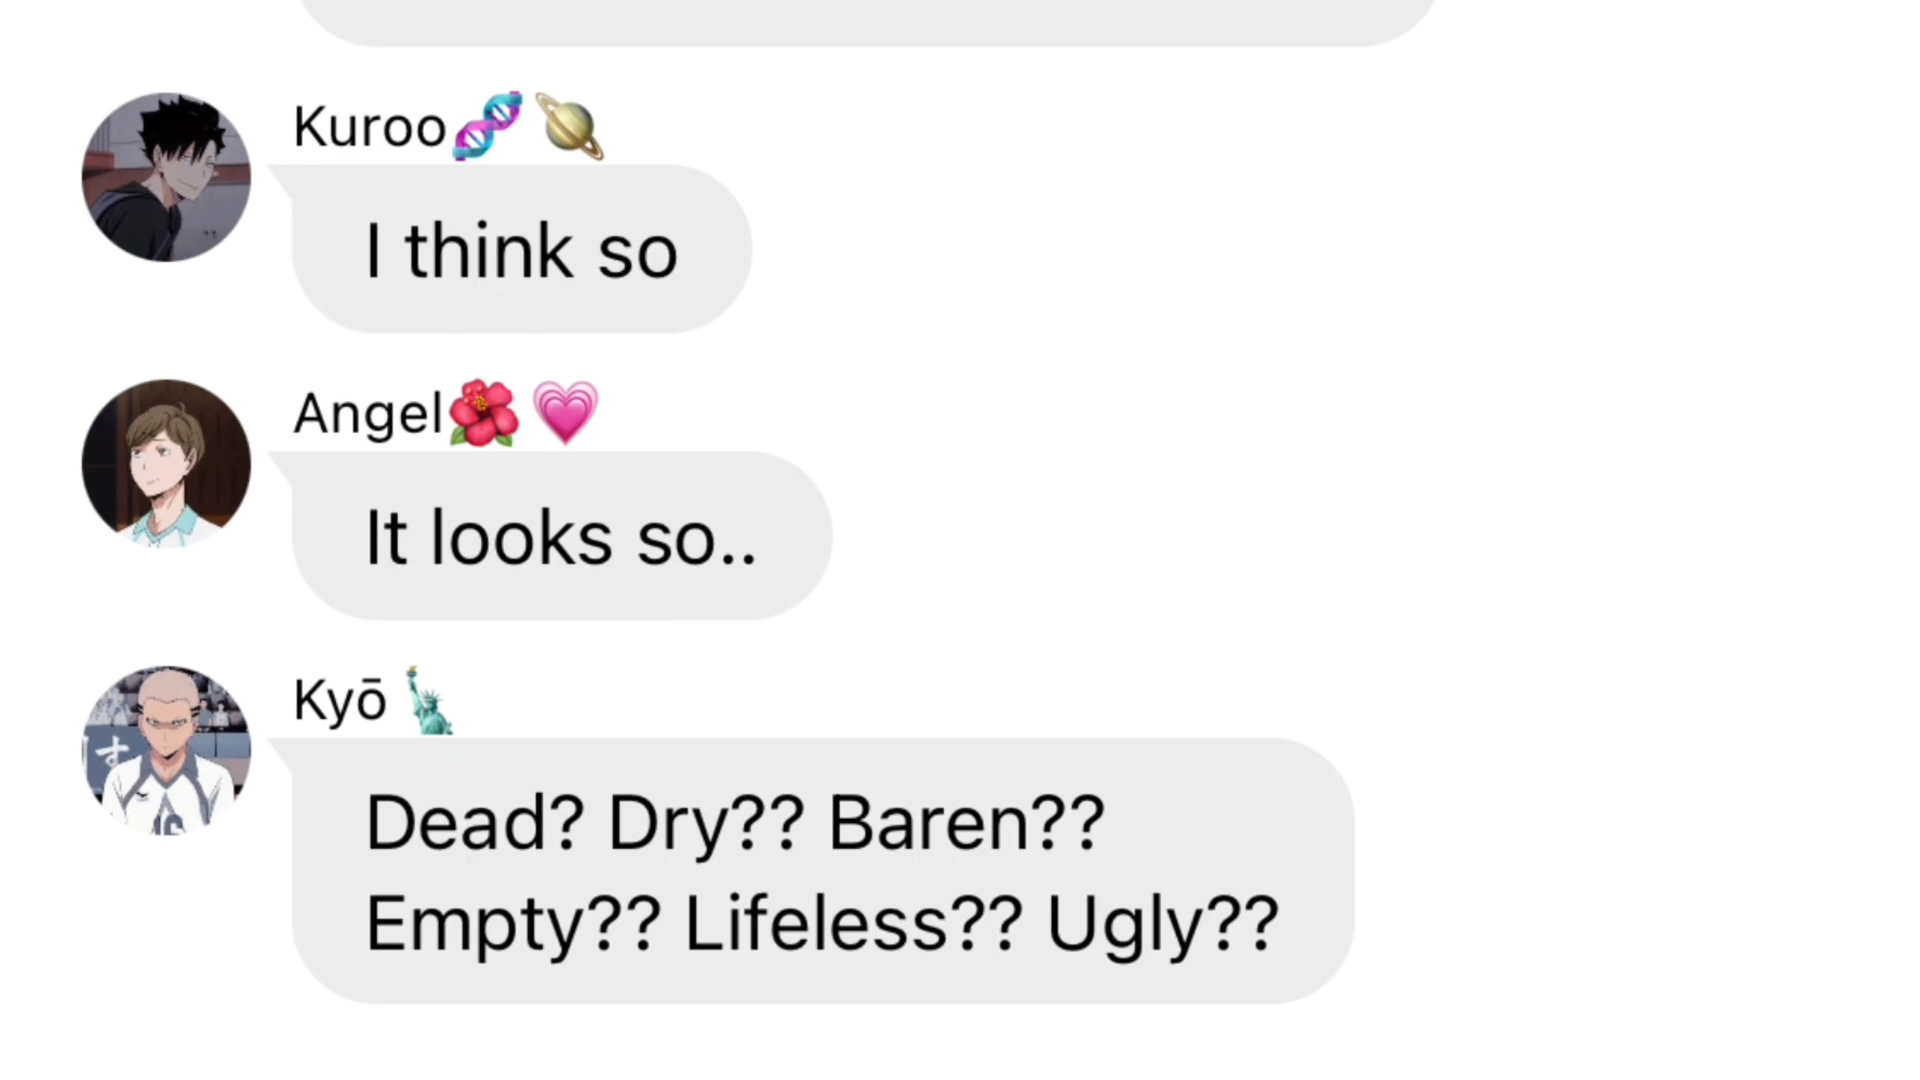 Kuroo🧬🪐
I think so
Angel🌺💗
It looks so..
Kyō🗽
Dead? Dry?? Baren??
Empty?? Lifeless?? Ugly??